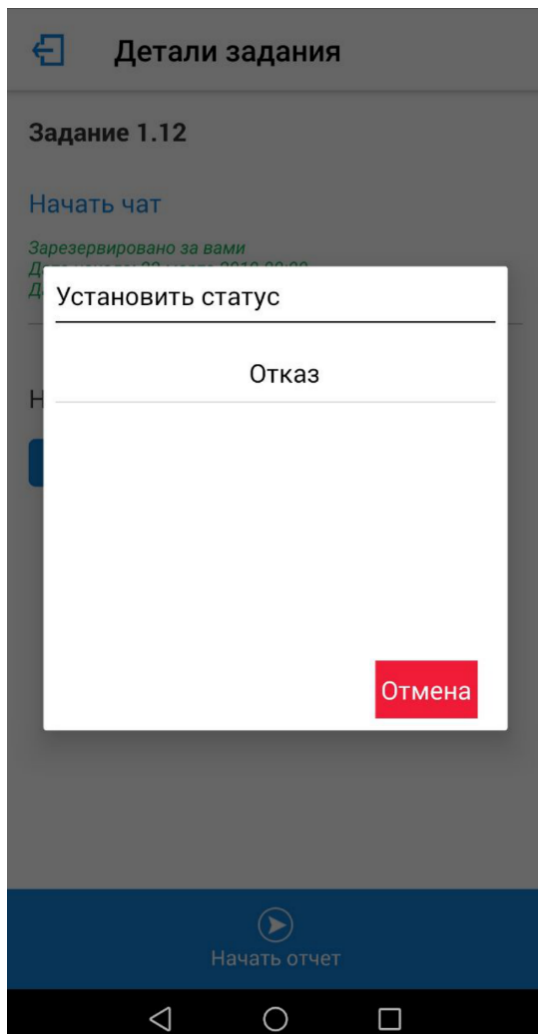 Детали задания
Задание 1.12
Начать чат
Зарезервировано за вами
Установить статус
Отказ
Отмена
Начать отчет